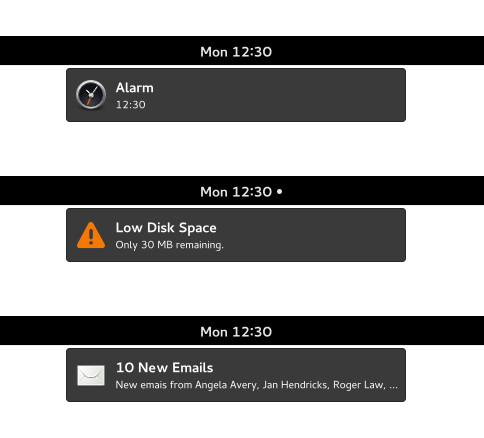 Mon 12:30
Alarm
12:30
Mon 12:30
Low Disk Space
Only 30 MB remaining.
Mon 12:30
10 New Emails
New emais from Angela Avery, Jan Hendricks, Roger Law, ...